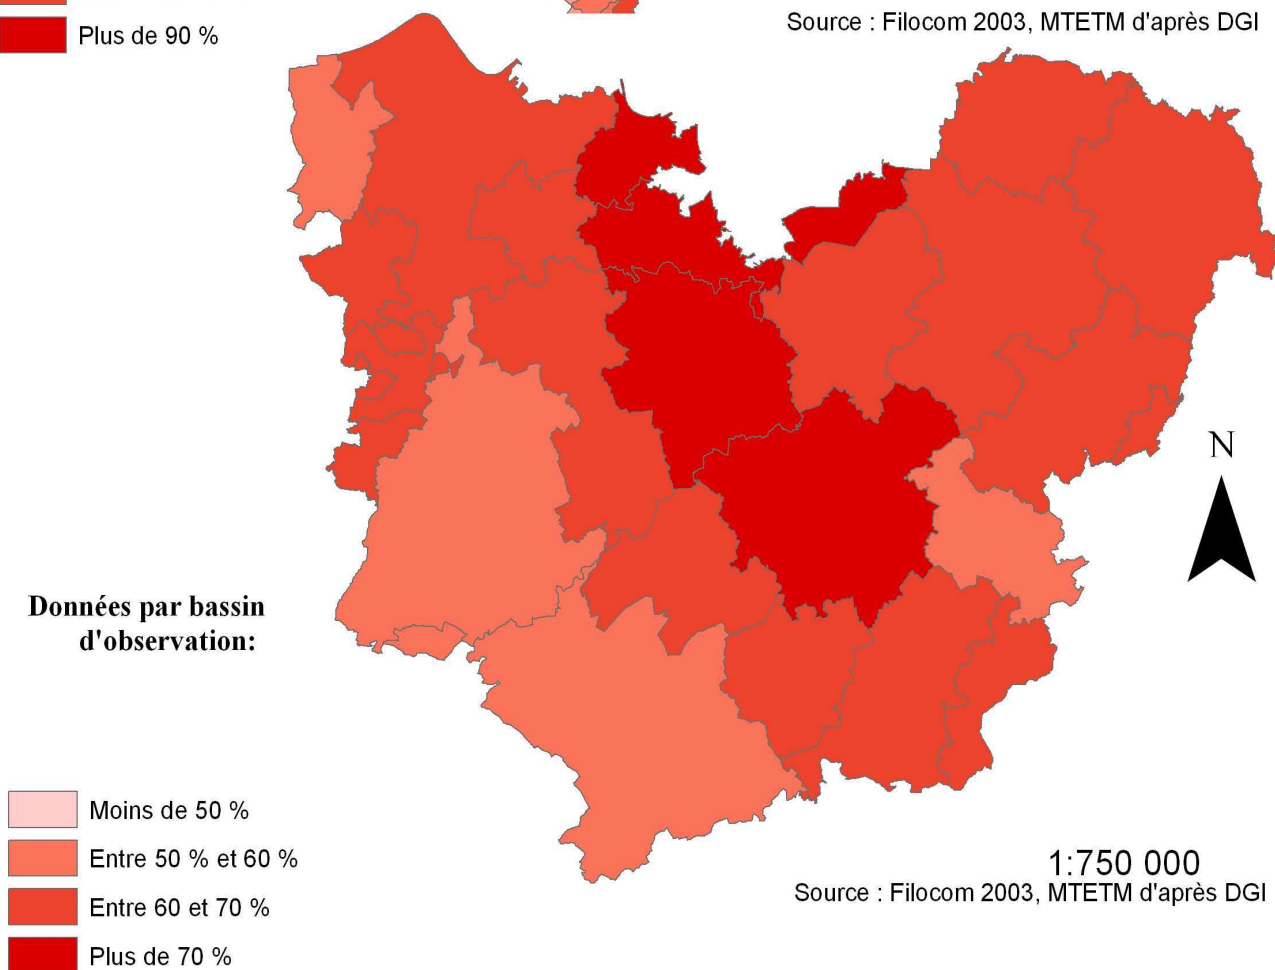 Plus de 90 %
Source : Filocom 2003, MTETM d'après DGI
N
Données par bassin
d'observation:
Moins de 50 %
Entre 50 % et 60 %
Entre 60 et 70 %
Plus de 70 %
1:750 000
Source : Filocom 2003, MTETM d'après DGI